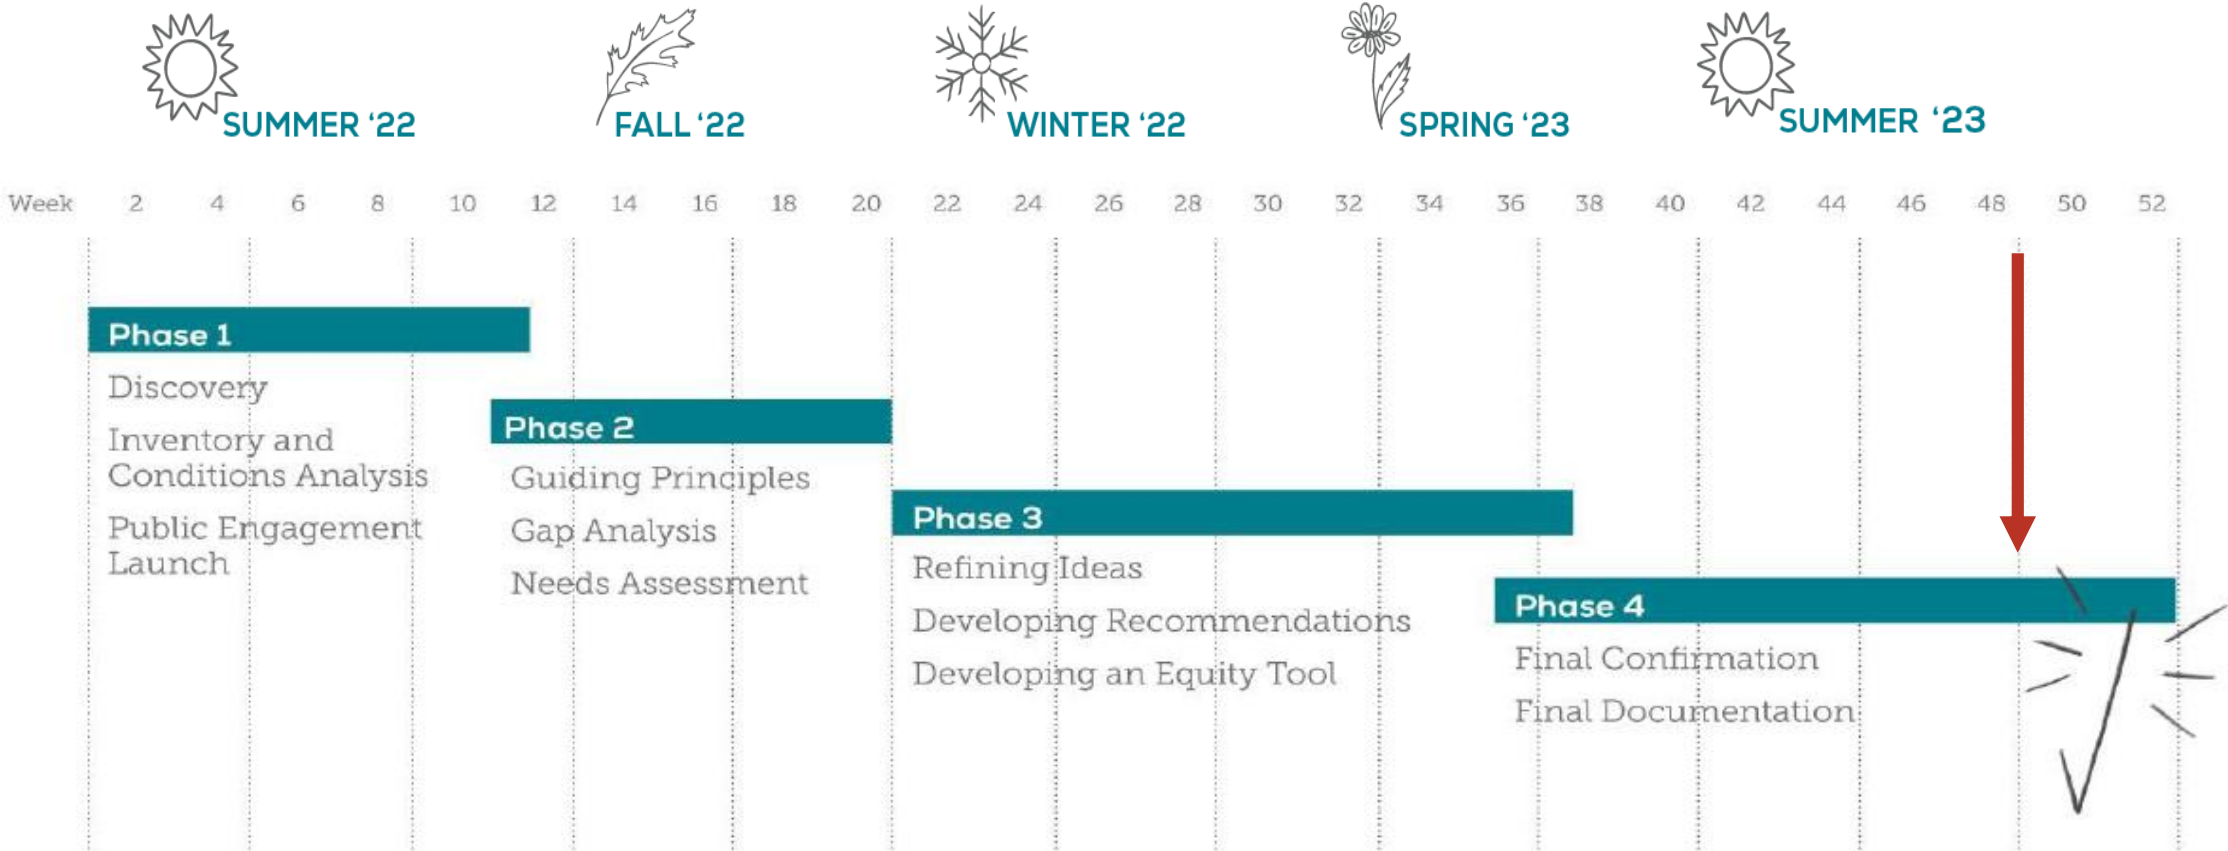 SUMMER ‘22
FALL ‘22
WINTER ‘22
SPRING ‘23
SUMMER ‘23
Week 2 4 6 8 10 12 14 16 18 20 22 24 26 28 30 32 34 36 38 40 42 44 46 48 50 52
Phase 1
Discovery
Inventory and
Conditions Analysis
Public Engagement
Launch
Phase 2
Guiding Principles
Gap Analysis
Needs Assessment
Phase 3
Refining Ideas
Developing Recommendations
Developing an Equity Tool
Phase 4
Final Confirmation
Final Documentation